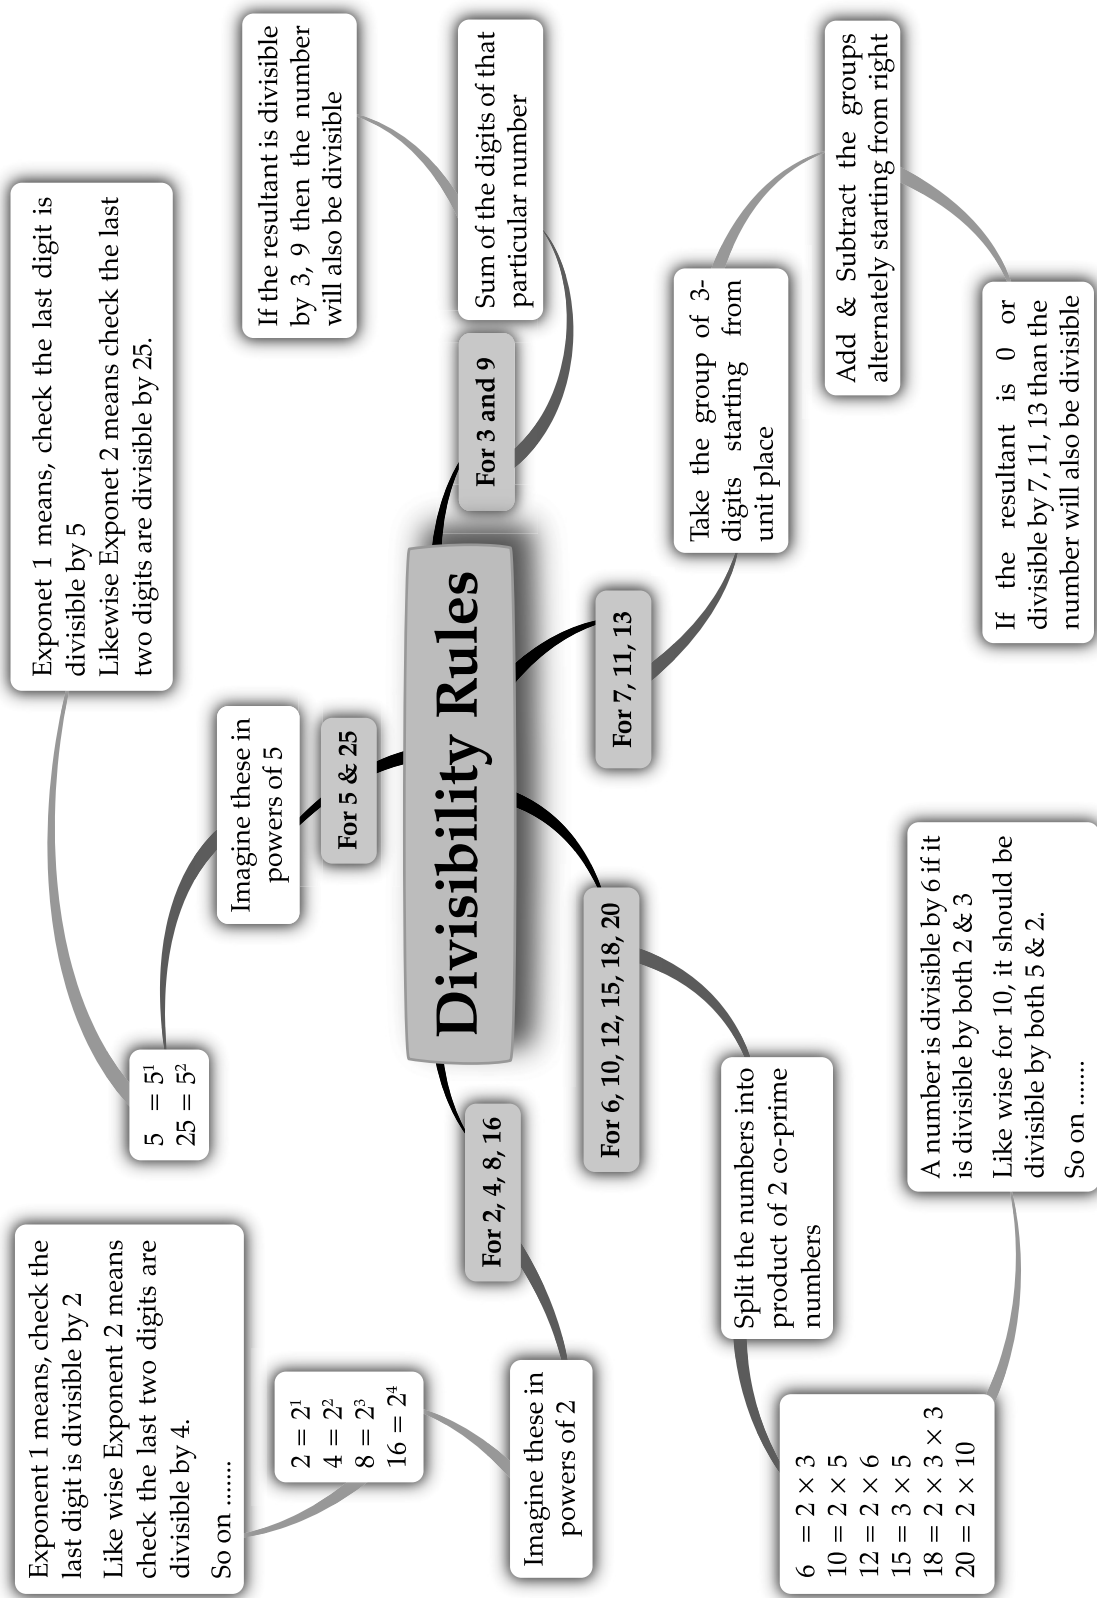 Divisibility Rules
For 2, 4, 8, 16
Imagine these in
powers of 2
2 = 2¹
4 = 2²
8 = 2³
16 = 2⁴
Exponent 1 means, check the
last digit is divisible by 2
Like wise Exponent 2 means
check the last two digits are
divisible by 4.
So on .......
For 5 & 25
Imagine these in
powers of 5
5 = 5¹
25 = 5²
Exponet 1 means, check the last digit is
divisible by 5
Likewise Exponet 2 means check the last
two digits are divisible by 25.
For 3 and 9
Sum of the digits of that
particular number
If the resultant is divisible
by 3, 9 then the number
will also be divisible
For 7, 11, 13
Take the group of 3-
digits starting from
unit place
Add & Subtract the groups
alternately starting from right
If the resultant is 0 or
divisible by 7, 11, 13 than the
number will also be divisible
For 6, 10, 12, 15, 18, 20
Split the numbers into
product of 2 co-prime
numbers
6 = 2 × 3
10 = 2 × 5
12 = 2 × 6
15 = 3 × 5
18 = 2 × 3 × 3
20 = 2 × 10
A number is divisible by 6 if it
is divisible by both 2 & 3
Like wise for 10, it should be
divisible by both 5 & 2.
So on .......